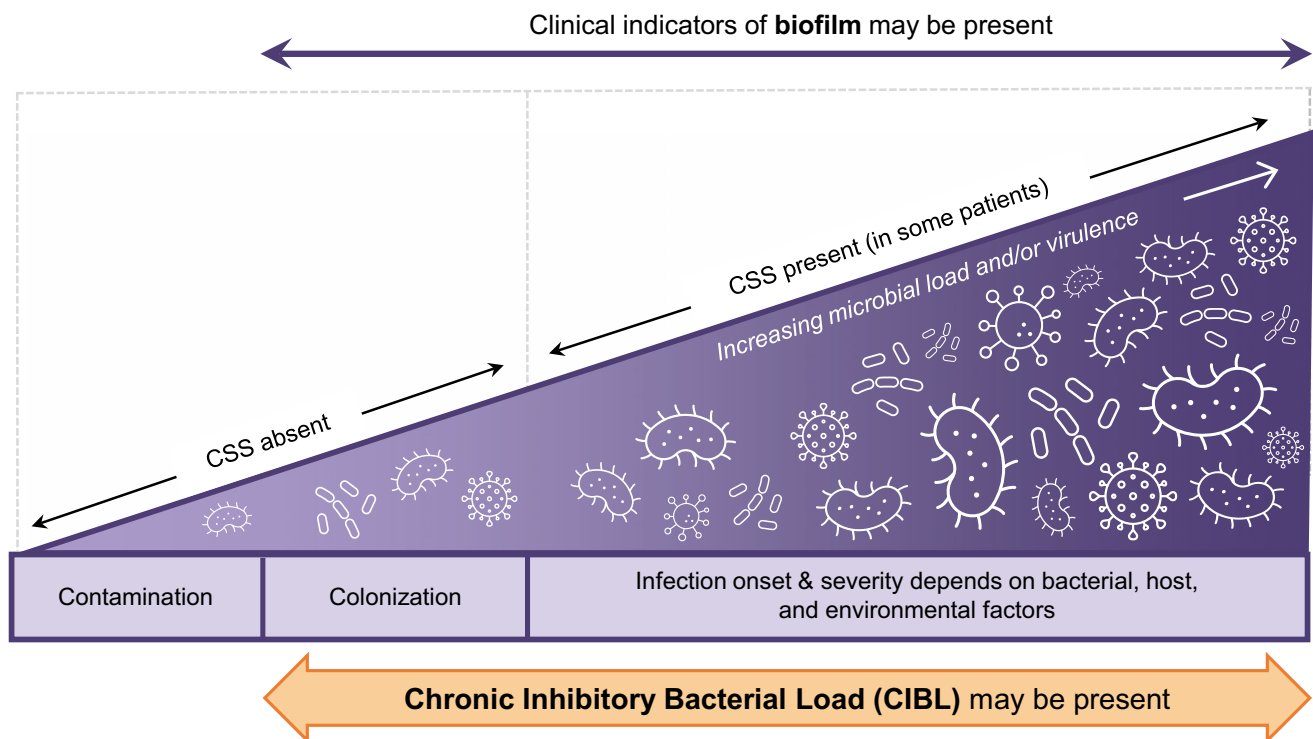 Clinical indicators of biofilm may be present
CSS present (in some patients)
Increasing microbial load and/or virulence
CSS absent
Contamination
Colonization
Infection onset & severity depends on bacterial, host,
and environmental factors
Chronic Inhibitory Bacterial Load (CIBL) may be present